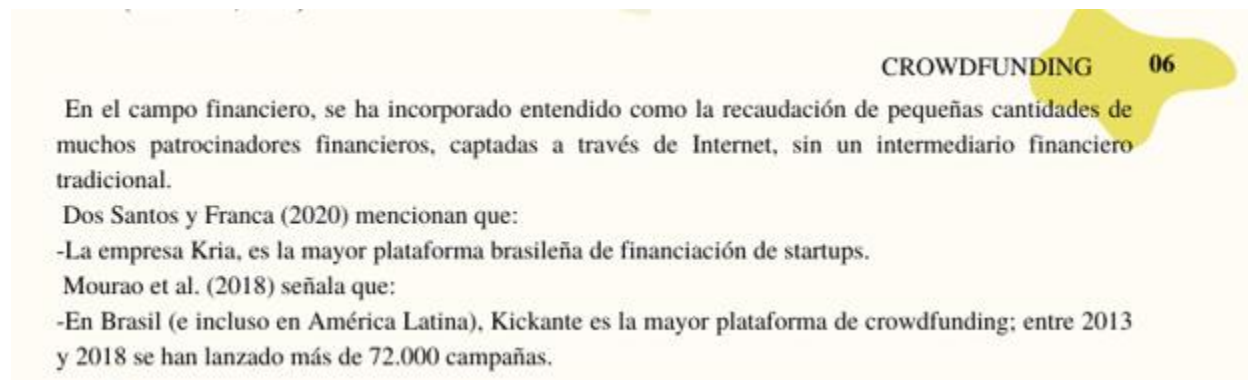 CROWDFUNDING 06
En el campo financiero, se ha incorporado entendido como la recaudación de pequeñas cantidades de
muchos patrocinadores financieros, captadas a través de Internet, sin un intermediario financiero
tradicional.
Dos Santos y Franca (2020) mencionan que:
-La empresa Kria, es la mayor plataforma brasileña de financiación de startups.
Mourao et al. (2018) señala que:
-En Brasil (e incluso en América Latina), Kickante es la mayor plataforma de crowdfunding; entre 2013
y 2018 se han lanzado más de 72.000 campañas.